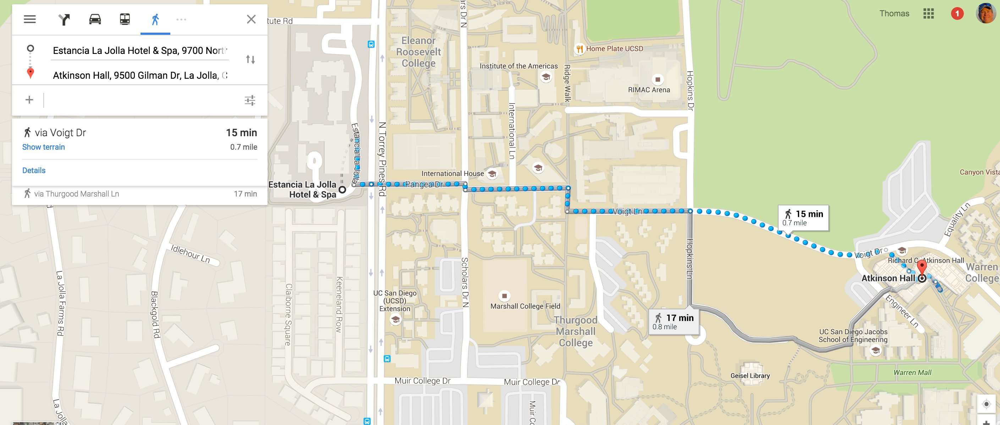 Estancia La Jolla Hotel & Spa, 9700 North
Atkinson Hall, 9500 Gilman Dr, La Jolla, C
via Voigt Dr
15 min
Show terrain
0.7 mile
Details
via Thurgood Marshall Ln
17 min
Thomas
1
tute Rd
ars Dr N
Eleanor
Roosevelt
College
Home Plate UCSD
Institute of the Americas
Ridge Walk
RIMAC Arena
Hopkins Dr
International Ln
Estancia La Jolla
N Torrey Pines Rd
International House
Pangea Dr
Estancia La Jolla
Hotel & Spa
Canyon Vista
Voigt Ln
15 min
0.7 mile
Equality Ln
Idlehour Ln
Hopkins Ln
Voigt Dr
Richard C. Atkinson Hall
Warren
College
Atkinson Hall
La Jolla Farms Rd
Blackgold Rd
Claiborne Square
Keeneland Row
Scholars Dr N
UC San Diego
(UCSD)
Extension
Marshall College Field
Thurgood
Marshall
College
17 min
0.8 mile
Engineer Ln
UC San Diego Jacobs
School of Engineering
Geisel Library
Warren Mall
Muir College Dr
Muir College Dr
La Jolla
Muir Co